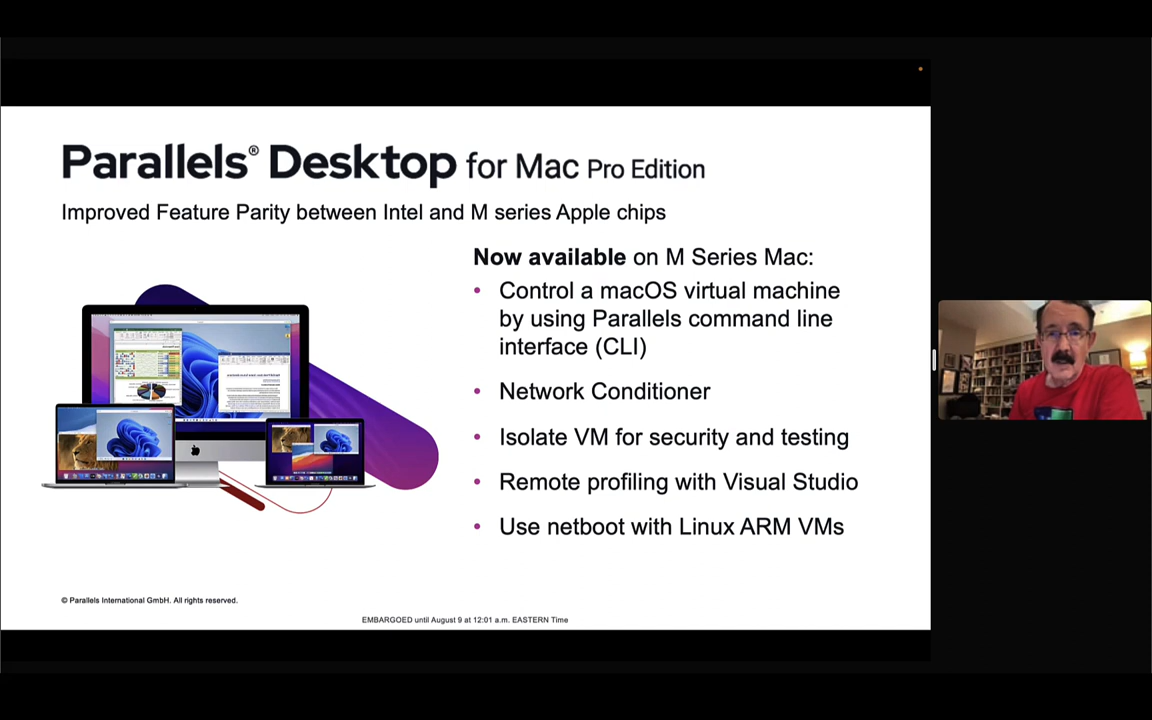 Parallels® Desktop for Mac Pro Edition
Improved Feature Parity between Intel and M series Apple chips
Now available on M Series Mac:
• Control a macOS virtual machine
by using Parallels command line
interface (CLI)
• Network Conditioner
• Isolate VM for security and testing
• Remote profiling with Visual Studio
• Use netboot with Linux ARM VMs
© Parallels International GmbH. All rights reserved.
EMBARGOED until August 9 at 12:01 a.m. EASTERN Time